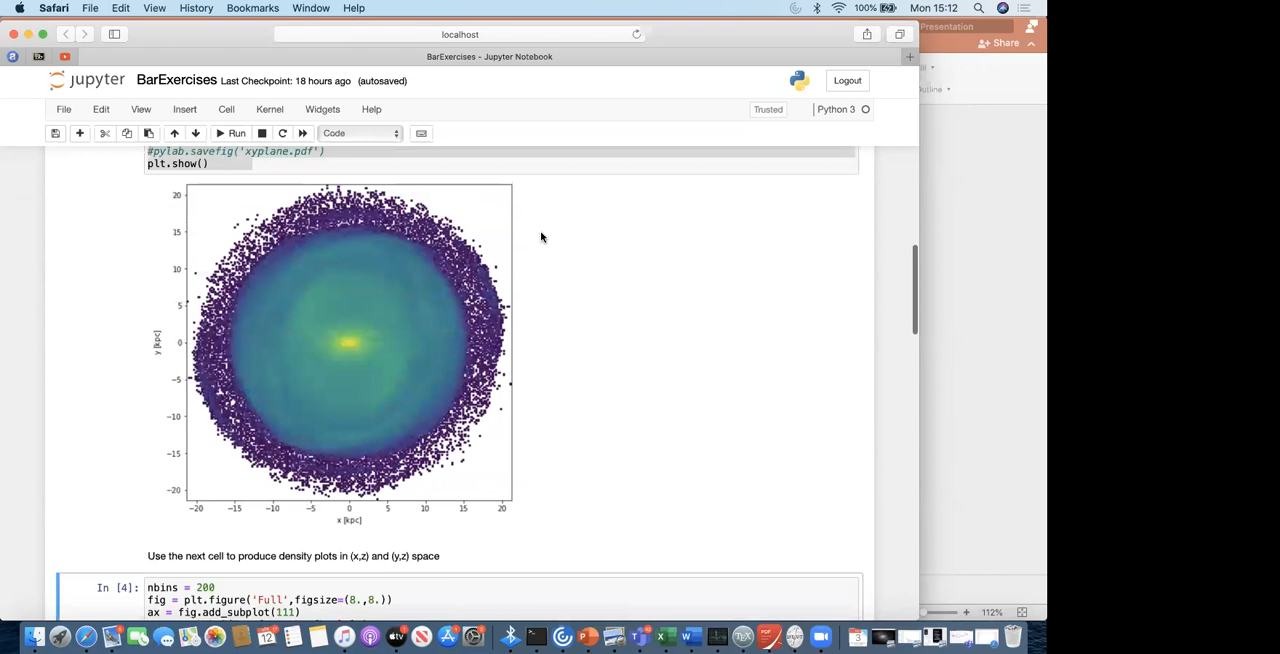 Safari File Edit View History Bookmarks Window Help 100% Mon 15:12
localhost
Presentation
BarExercises - Jupyter Notebook
Share
jupyter BarExercises Last Checkpoint: 18 hours ago (autosaved) Logout
File Edit View Insert Cell Kernel Widgets Help Trusted Python 3
Run Code
#pylab.savefig('xyplane.pdf')
plt.show()
20
15
10
5
0
−5
−10
−15
−20
y [kpc]
−20 −15 −10 −5 0 5 10 15 20
x [kpc]
Use the next cell to produce density plots in (x,z) and (y,z) space
In [4]: nbins = 200
fig = plt.figure('Full',figsize=(8.,8.))
ax = fig.add_subplot(111)
112%